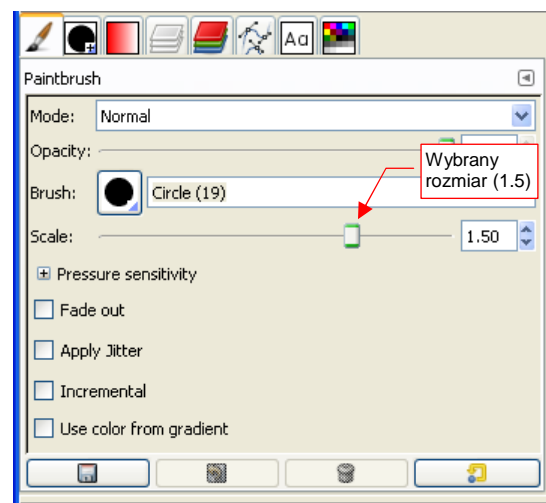 Aa
Paintbrush
Mode: Normal
Opacity:
Wybrany
rozmiar (1.5)
Brush: Circle (19)
Scale: 1.50
Pressure sensitivity
Fade out
Apply Jitter
Incremental
Use color from gradient